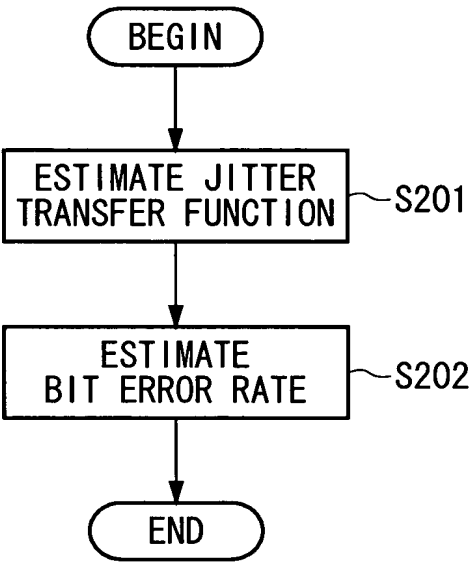 BEGIN
ESTIMATE JITTER
TRANSFER FUNCTION
S201
ESTIMATE
BIT ERROR RATE
S202
END